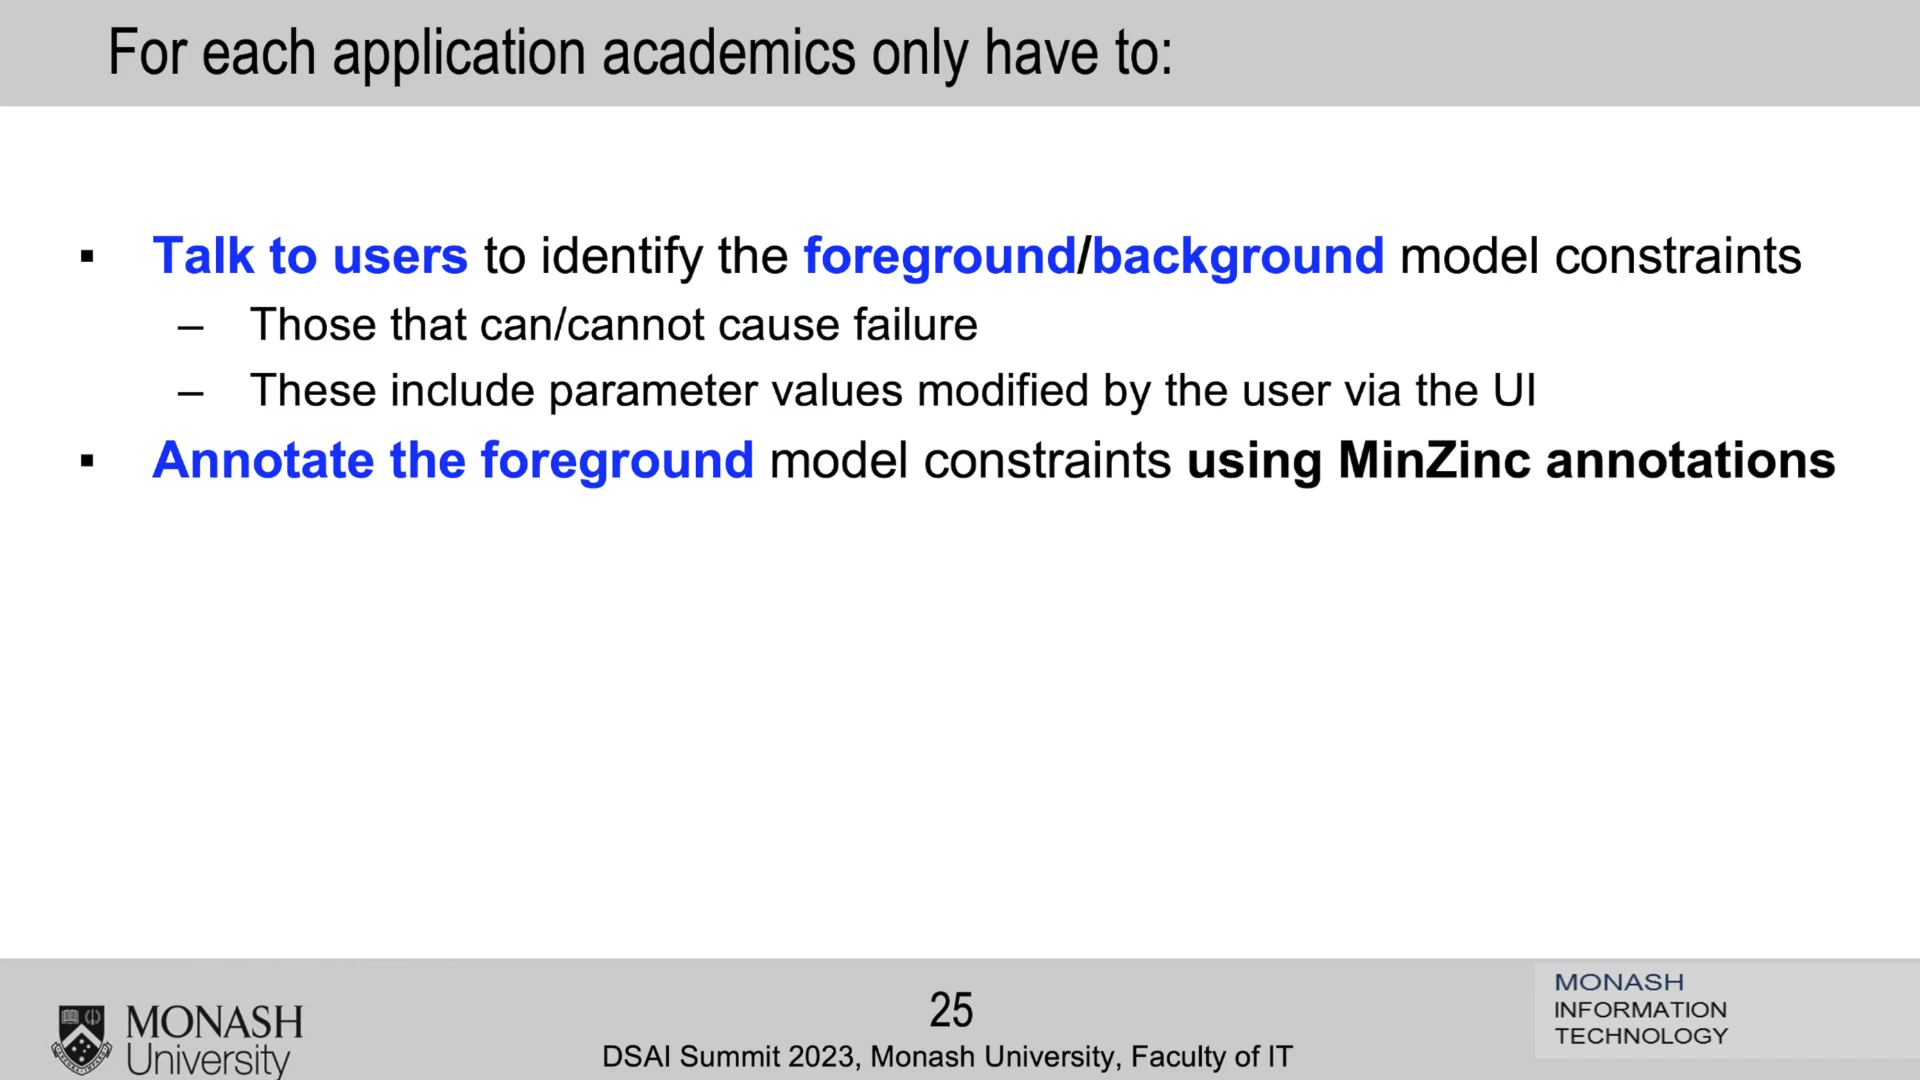 For each application academics only have to:
▪ Talk to users to identify the foreground/background model constraints
– Those that can/cannot cause failure
– These include parameter values modified by the user via the UI
▪ Annotate the foreground model constraints using MinZinc annotations
MONASH
University
25
DSAI Summit 2023, Monash University, Faculty of IT
MONASH
INFORMATION
TECHNOLOGY